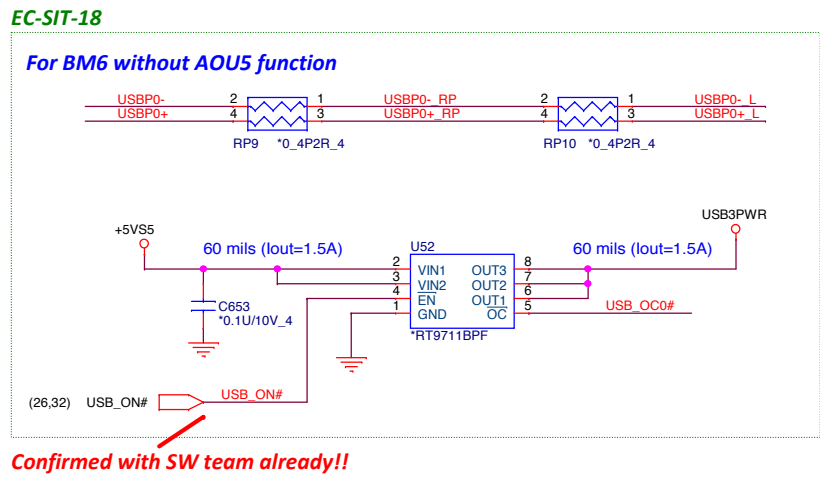 EC-SIT-18
For BM6 without AOU5 function
USBP0- 2 1 USBP0-_RP 2 1 USBP0-_L
USBP0+ 4 3 USBP0+_RP 4 3 USBP0+_L
RP9 *0_4P2R_4 RP10 *0_4P2R_4
USB3PWR
+5VS5
60 mils (Iout=1.5A) U52 60 mils (Iout=1.5A)
2 VIN1 OUT3 8
3 VIN2 OUT2 7
4 EN OUT1 6
1 GND OC 5 USB_OC0#
C653
*0.1U/10V_4
*RT9711BPF
(26,32) USB_ON# USB_ON#
Confirmed with SW team already!!